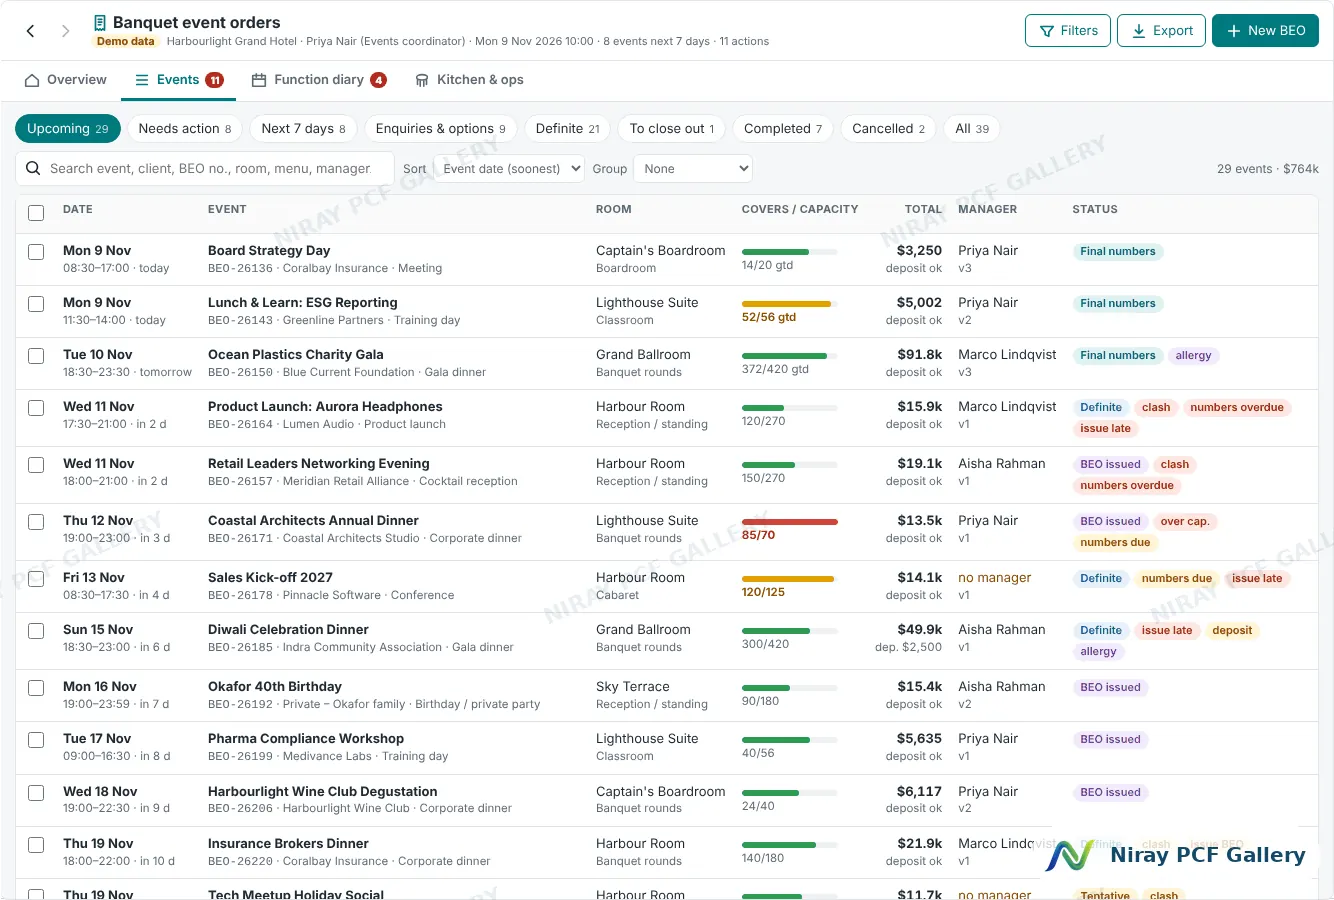 Banquet event orders
Demo data Harbourlight Grand Hotel · Priya Nair (Events coordinator) · Mon 9 Nov 2026 10:00 · 8 events next 7 days · 11 actions
Filters Export New BEO
Overview Events 11 Function diary 4 Kitchen & ops
Upcoming 29 Needs action 8 Next 7 days 8 Enquiries & options 9 Definite 21 To close out 1 Completed 7 Cancelled 2 All 39
Search event, client, BEO no., room, menu, manager Sort Event date (soonest) Group None 29 events · $764k
DATE EVENT ROOM COVERS / CAPACITY TOTAL MANAGER STATUS
Mon 9 Nov Board Strategy Day Captain's Boardroom $3,250 Priya Nair Final numbers
08:30–17:00 · today BEO-26136 · Coralbay Insurance · Meeting Boardroom 14/20 gtd deposit ok v3
Mon 9 Nov Lunch & Learn: ESG Reporting Lighthouse Suite $5,002 Priya Nair Final numbers
11:30–14:00 · today BEO-26143 · Greenline Partners · Training day Classroom 52/56 gtd deposit ok v2
Tue 10 Nov Ocean Plastics Charity Gala Grand Ballroom $91.8k Marco Lindqvist Final numbers allergy
18:30–23:30 · tomorrow BEO-26150 · Blue Current Foundation · Gala dinner Banquet rounds 372/420 gtd deposit ok v3
Wed 11 Nov Product Launch: Aurora Headphones Harbour Room $15.9k Marco Lindqvist Definite clash numbers overdue
17:30–21:00 · in 2 d BEO-26164 · Lumen Audio · Product launch Reception / standing 120/270 deposit ok v1 issue late
Wed 11 Nov Retail Leaders Networking Evening Harbour Room $19.1k Aisha Rahman BEO issued clash
18:00–21:00 · in 2 d BEO-26157 · Meridian Retail Alliance · Cocktail reception Reception / standing 150/270 deposit ok v1 numbers overdue
Thu 12 Nov Coastal Architects Annual Dinner Lighthouse Suite $13.5k Priya Nair BEO issued over cap.
19:00–23:00 · in 3 d BEO-26171 · Coastal Architects Studio · Corporate dinner Banquet rounds 85/70 deposit ok v1 numbers due
Fri 13 Nov Sales Kick-off 2027 Harbour Room $14.1k no manager Definite numbers due issue late
08:30–17:30 · in 4 d BEO-26178 · Pinnacle Software · Conference Cabaret 120/125 deposit ok v1
Sun 15 Nov Diwali Celebration Dinner Grand Ballroom $49.9k Aisha Rahman Definite issue late deposit
18:30–23:00 · in 6 d BEO-26185 · Indra Community Association · Gala dinner Banquet rounds 300/420 dep. $2,500 v1 allergy
Mon 16 Nov Okafor 40th Birthday Sky Terrace $15.4k Aisha Rahman BEO issued
19:00–23:59 · in 7 d BEO-26192 · Private – Okafor family · Birthday / private party Reception / standing 90/180 deposit ok v2
Tue 17 Nov Pharma Compliance Workshop Lighthouse Suite $5,635 Priya Nair BEO issued
09:00–16:30 · in 8 d BEO-26199 · Medivance Labs · Training day Classroom 40/56 deposit ok v1
Wed 18 Nov Harbourlight Wine Club Degustation Captain's Boardroom $6,117 Priya Nair BEO issued
19:00–22:30 · in 9 d BEO-26206 · Harbourlight Wine Club · Corporate dinner Banquet rounds 24/40 deposit ok v2
Thu 19 Nov Insurance Brokers Dinner Harbour Room $21.9k Marco Lindqvist Definite clash issue BEO
18:00–22:00 · in 10 d BEO-26220 · Coralbay Insurance · Corporate dinner Banquet rounds 140/180 deposit ok v1
Thu 19 Nov Tech Meetup Holiday Social Harbour Room $11.7k no manager Tentative clash
Niray PCF Gallery
NIRAY PCF GALLERY
NIRAY PCF GALLERY
NIRAY PCF GALLERY